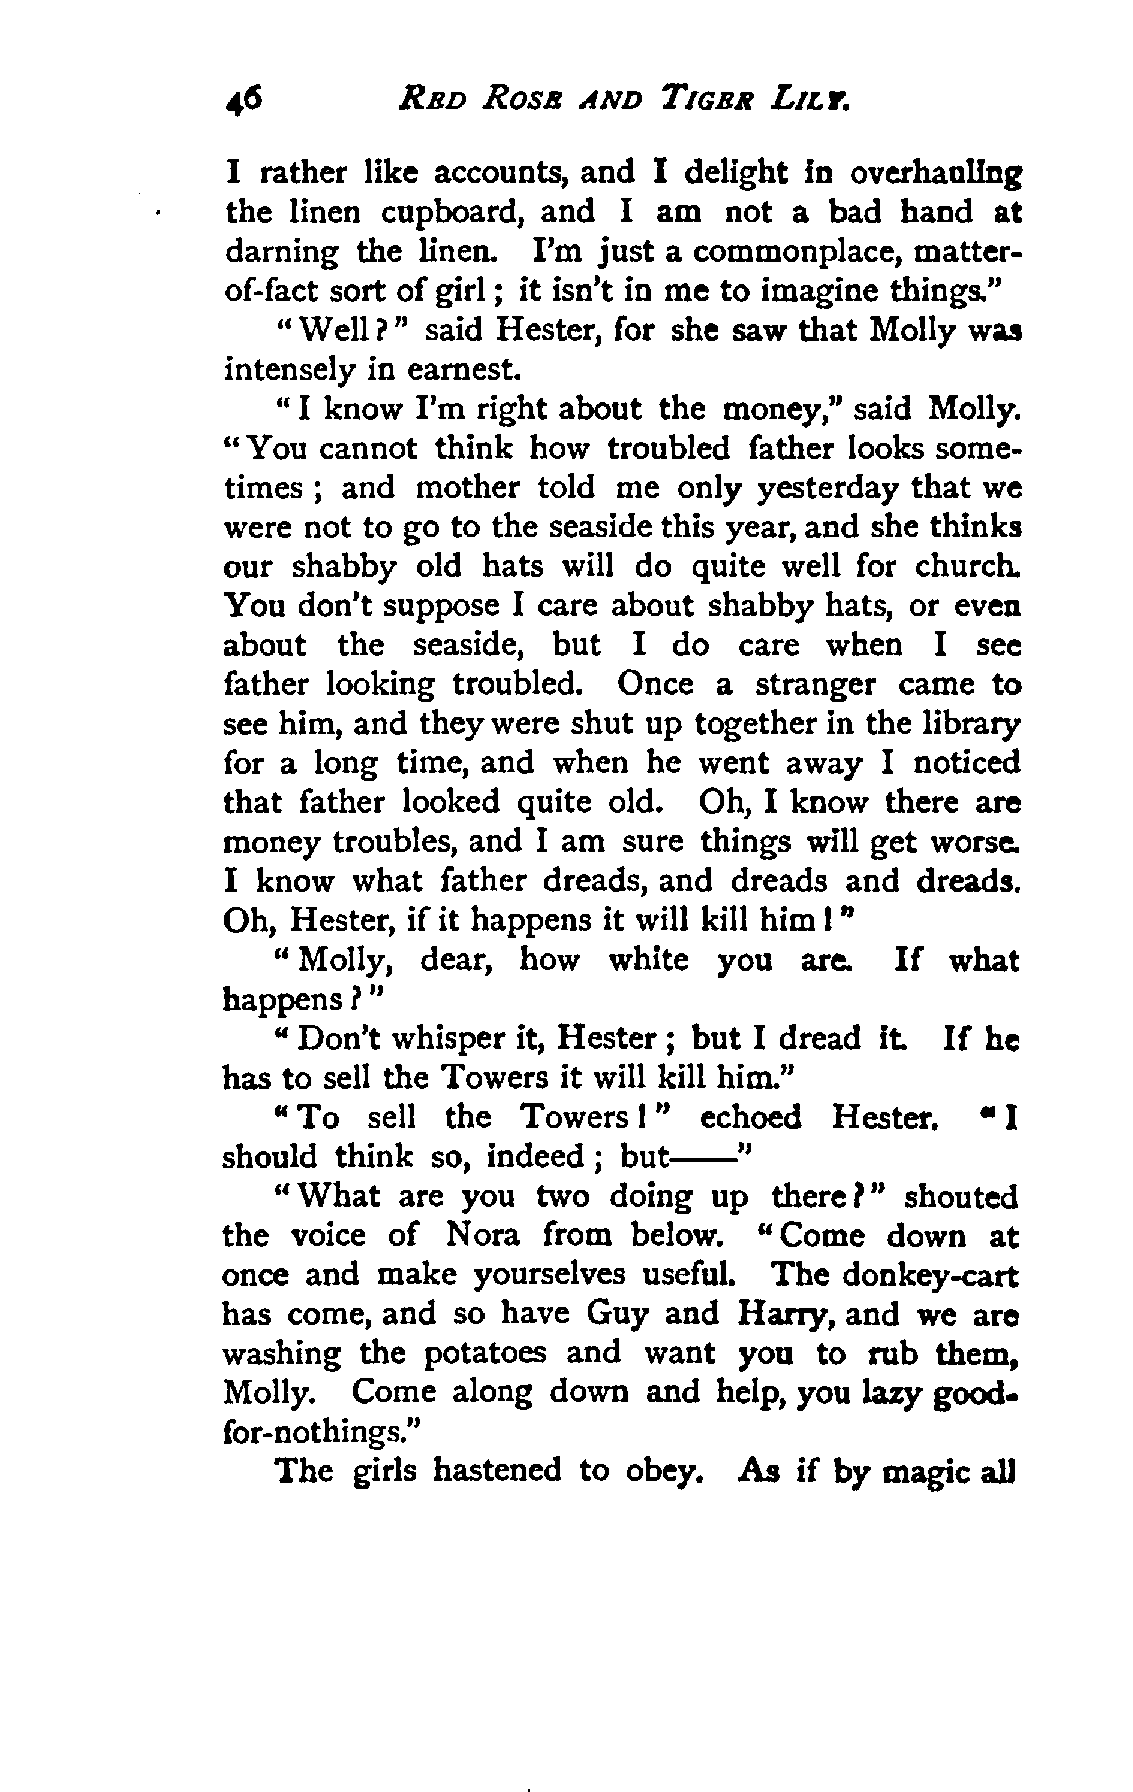 46 RED ROSE AND TIGER LILY.
I rather like accounts, and I delight in overhauling
the linen cupboard, and I am not a bad hand at
darning the linen. I'm just a commonplace, matter-
of-fact sort of girl ; it isn't in me to imagine things."
"Well?" said Hester, for she saw that Molly was
intensely in earnest.
"I know I'm right about the money," said Molly.
"You cannot think how troubled father looks some-
times ; and mother told me only yesterday that we
were not to go to the seaside this year, and she thinks
our shabby old hats will do quite well for church.
You don't suppose I care about shabby hats, or even
about the seaside, but I do care when I see
father looking troubled. Once a stranger came to
see him, and they were shut up together in the library
for a long time, and when he went away I noticed
that father looked quite old. Oh, I know there are
money troubles, and I am sure things will get worse.
I know what father dreads, and dreads and dreads.
Oh, Hester, if it happens it will kill him!"
"Molly, dear, how white you are. If what
happens?"
"Don't whisper it, Hester ; but I dread it. If he
has to sell the Towers it will kill him."
"To sell the Towers!" echoed Hester. "I
should think so, indeed ; but——"
"What are you two doing up there?" shouted
the voice of Nora from below. "Come down at
once and make yourselves useful. The donkey-cart
has come, and so have Guy and Harry, and we are
washing the potatoes and want you to rub them,
Molly. Come along down and help, you lazy good-
for-nothings."
The girls hastened to obey. As if by magic all